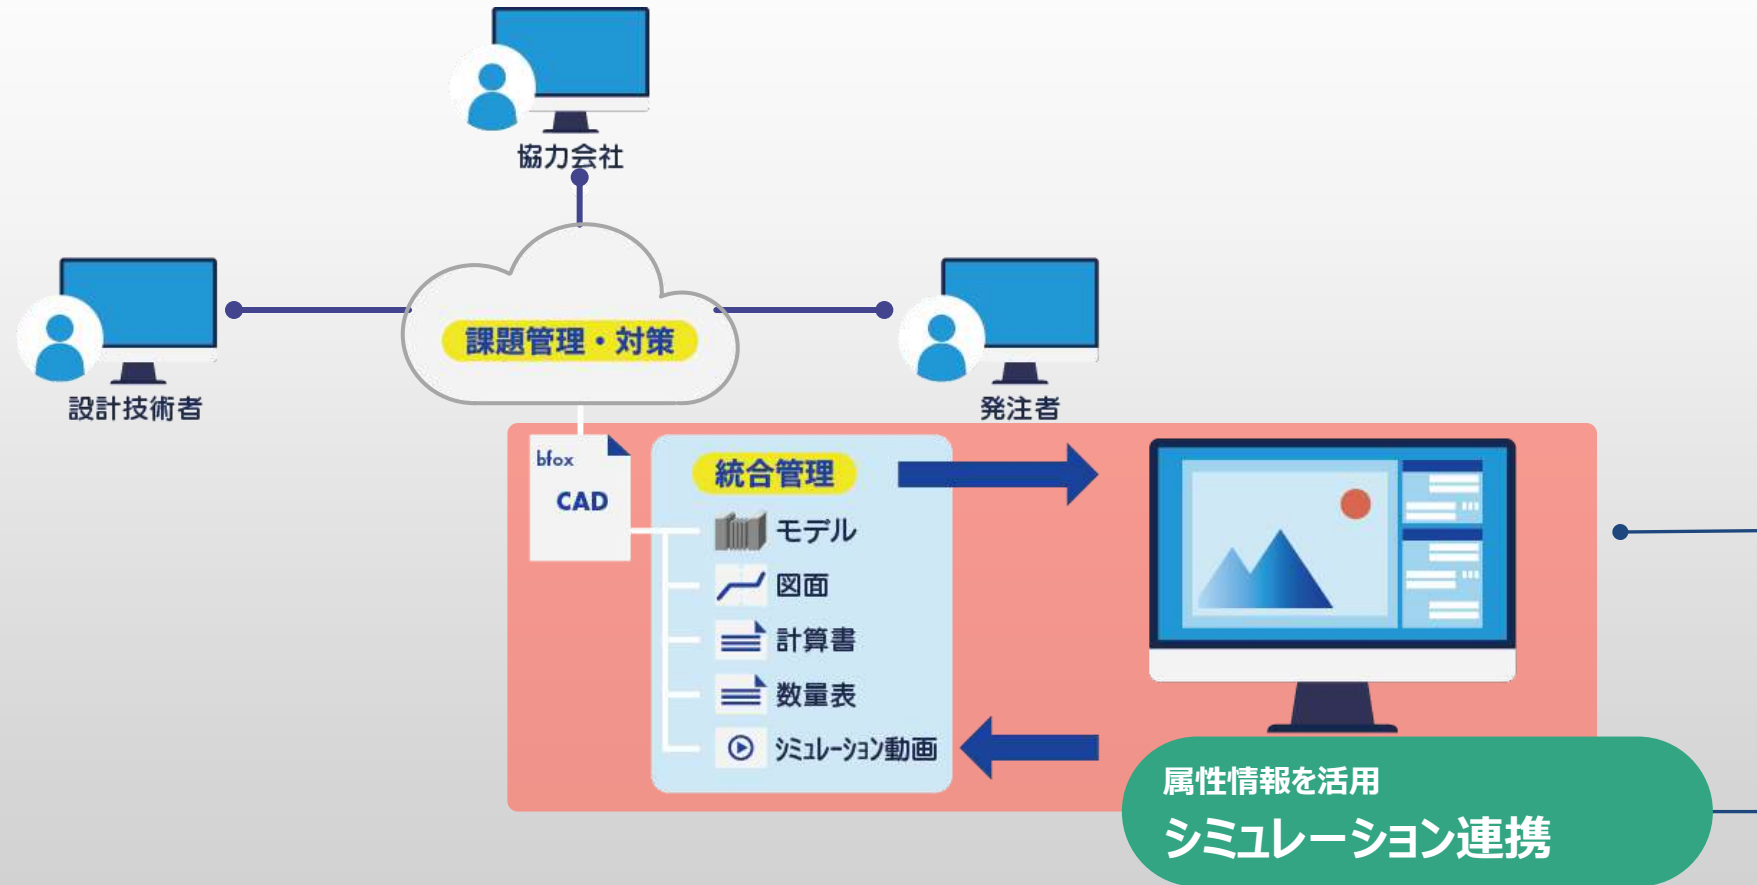 協力会社
課題管理・対策
設計技術者
発注者
bfox
CAD
統合管理
モデル
図面
計算書
数量表
シミュレーション動画
属性情報を活用
シミュレーション連携